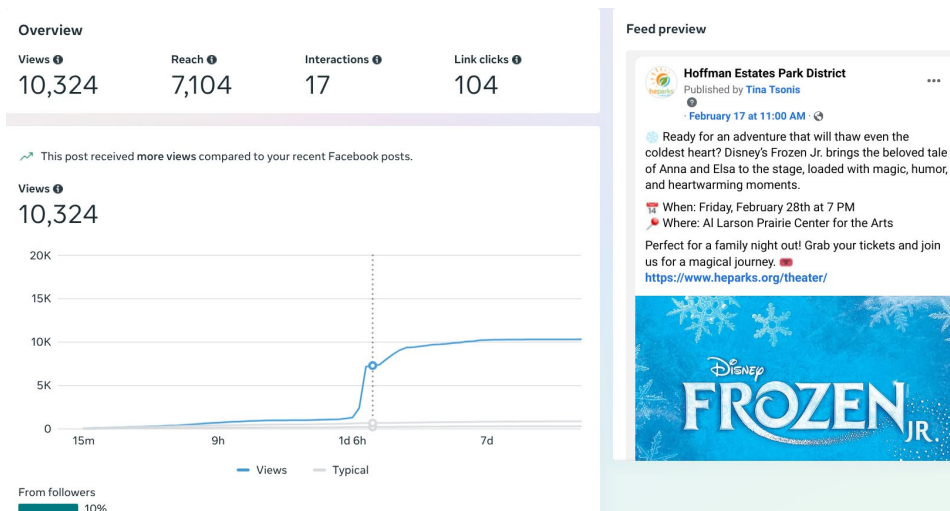 Overview
Views
10,324
Reach
7,104
Interactions
17
Link clicks
104
This post received more views compared to your recent Facebook posts.
Views
10,324
20K
15K
10K
5K
0
15m
9h
1d 6h
7d
Views
Typical
From followers
10%
Feed preview
heparks
Hoffman Estates Park District
Published by Tina Tsonis
· February 17 at 11:00 AM ·
Ready for an adventure that will thaw even the
coldest heart? Disney's Frozen Jr. brings the beloved tale
of Anna and Elsa to the stage, loaded with magic, humor,
and heartwarming moments.
When: Friday, February 28th at 7 PM
Where: Al Larson Prairie Center for the Arts
Perfect for a family night out! Grab your tickets and join
us for a magical journey.
https://www.heparks.org/theater/
Disney
FROZEN
JR.